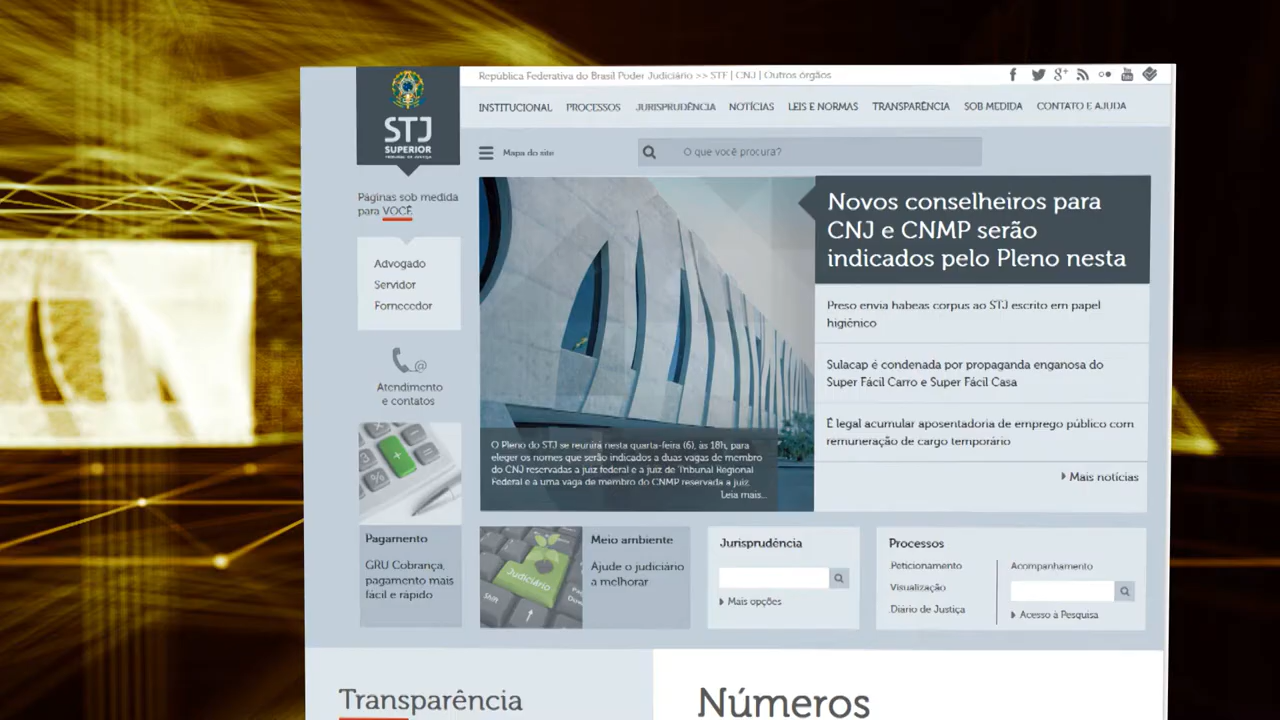 República Federativa do Brasil Poder Judiciário >> STF | CNJ | Outros órgãos
STJ
SUPERIOR
TRIBUNAL DE JUSTIÇA
INSTITUCIONAL PROCESSOS JURISPRUDÊNCIA NOTÍCIAS LEIS E NORMAS TRANSPARÊNCIA SOB MEDIDA CONTATO E AJUDA
Mapa do site
O que você procura?
Páginas sob medida
para VOCÊ
Advogado
Servidor
Fornecedor
Atendimento
e contatos
Novos conselheiros para
CNJ e CNMP serão
indicados pelo Pleno nesta
Preso envia habeas corpus ao STJ escrito em papel
higiênico
Sulacap é condenada por propaganda enganosa do
Super Fácil Carro e Super Fácil Casa
É legal acumular aposentadoria de emprego público com
remuneração de cargo temporário
Mais notícias
O Pleno do STJ se reunirá nesta quarta-feira (6), às 18h, para
eleger os nomes que serão indicados a duas vagas de membro
do CNJ reservadas a juiz federal e a juiz de Tribunal Regional
Federal e a uma vaga de membro do CNMP reservada a juiz
Leia mais...
Pagamento
GRU Cobrança,
pagamento mais
fácil e rápido
Judiciário
Shift
Meio ambiente
Ajude o judiciário
a melhorar
Jurisprudência
Mais opções
Processos
Peticionamento
Visualização
Diário de Justiça
Acompanhamento
Acesso à Pesquisa
Transparência
Números